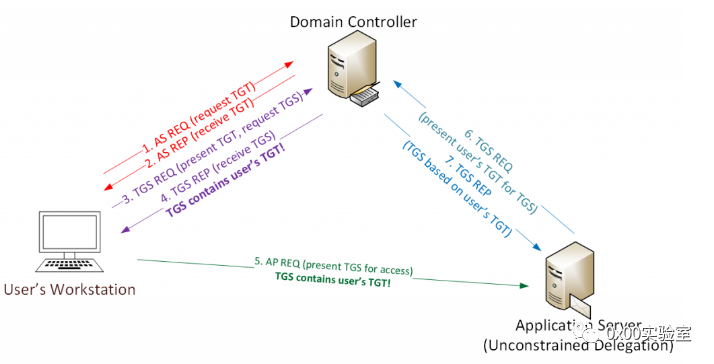 Domain Controller
1. AS REQ (request TGT)
2. AS REP (receive TGT)
3. TGS REQ (present TGT, request TGS)
4. TGS REP (receive TGS)
TGS contains user's TGT!
6. TGS REQ
(present user's TGT for TGS)
7. TGS REP
(TGS based on user's TGT)
5. AP REQ (present TGS for access)
TGS contains user's TGT!
User's Workstation
Application Server
(Unconstrained Delegation)
0x00实验室